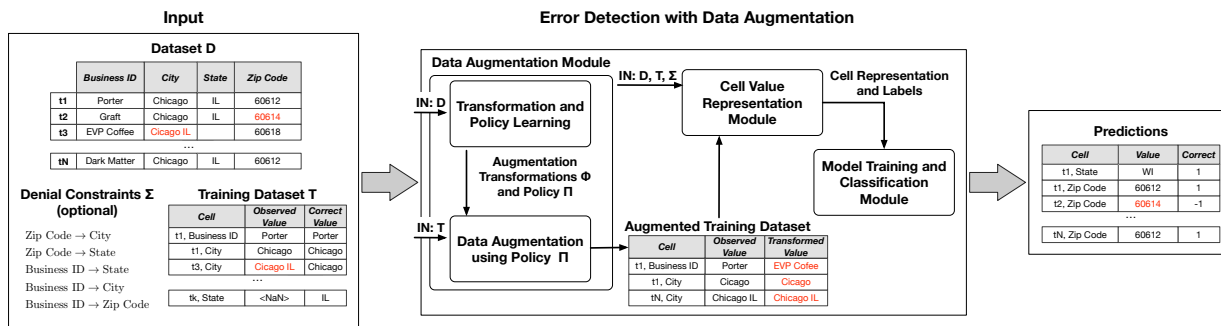 Input
Error Detection with Data Augmentation
Dataset D
Business ID City State Zip Code
t1 Porter Chicago IL 60612
t2 Graft Chicago IL 60614
t3 EVP Coffee Cicago IL 60618
...
tN Dark Matter Chicago IL 60612
Denial Constraints Σ
(optional)
Zip Code → City
Zip Code → State
Business ID → State
Business ID → City
Business ID → Zip Code
Training Dataset T
Cell Observed Value Correct Value
t1, Business ID Porter Porter
t1, City Chicago Chicago
t3, City Cicago IL Chicago
...
tk, State <NaN> IL
Data Augmentation Module
IN: D
Transformation and
Policy Learning
Augmentation
Transformations Φ
and Policy Π
IN: T
Data Augmentation
using Policy Π
IN: D, T, Σ
Cell Value
Representation
Module
Cell Representation
and Labels
Model Training and
Classification
Module
Augmented Training Dataset
Cell Observed Value Transformed Value
t1, Business ID Porter EVP Cofee
t1, City Cicago Cicago
tN, City Chicago IL Chicago IL
Predictions
Cell Value Correct
t1, State WI 1
t1, Zip Code 60612 1
t2, Zip Code 60614 -1
...
tN, Zip Code 60612 1